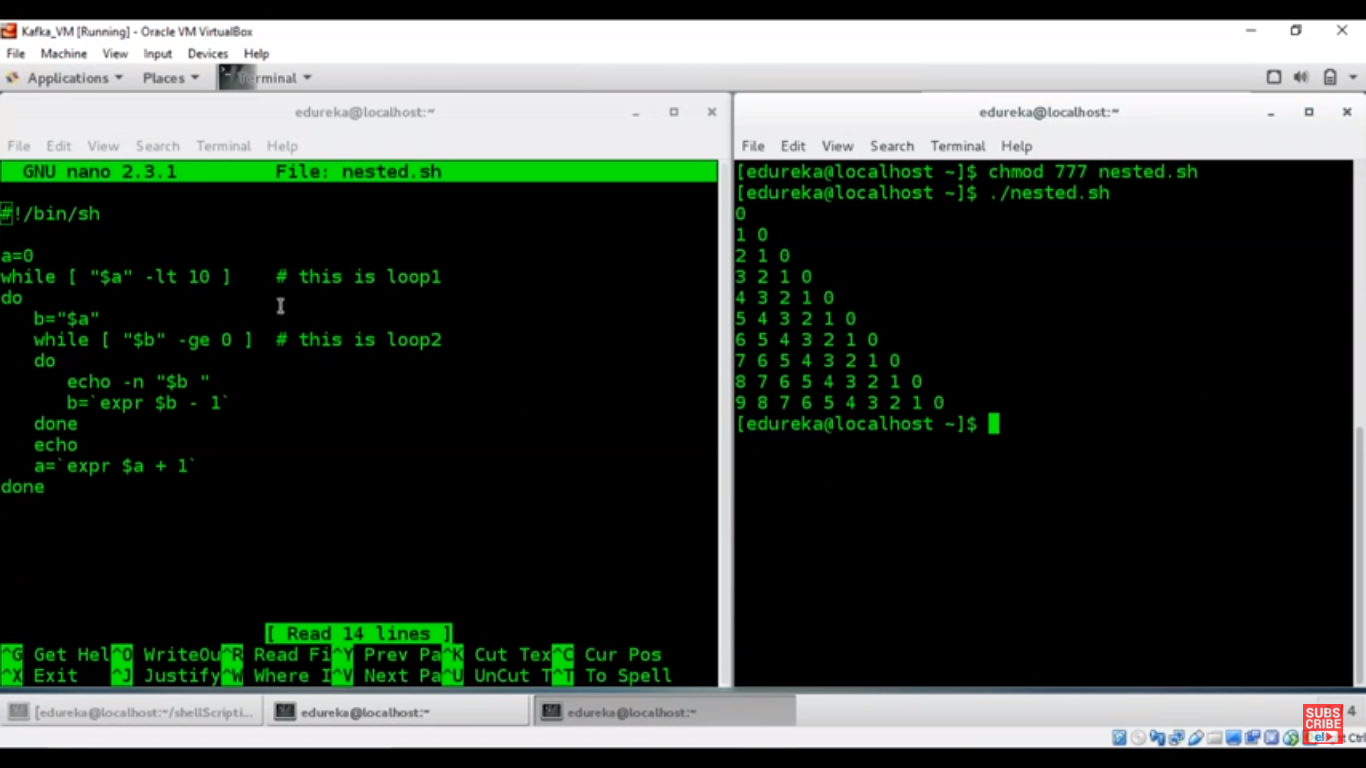 Kafka_VM [Running] - Oracle VM VirtualBox
File Machine View Input Devices Help
Applications Places Terminal
edureka@localhost:~
File Edit View Search Terminal Help
GNU nano 2.3.1 File: nested.sh
#!/bin/sh
a=0
while [ "$a" -lt 10 ] # this is loop1
do
b="$a"
while [ "$b" -ge 0 ] # this is loop2
do
echo -n "$b "
b=`expr $b - 1`
done
echo
a=`expr $a + 1`
done
[ Read 14 lines ]
^G Get Hel^O WriteOu^R Read Fi^Y Prev Pa^K Cut Tex^C Cur Pos
^X Exit ^J Justify^W Where I^V Next Pa^U UnCut T^T To Spell
edureka@localhost:~
File Edit View Search Terminal Help
[edureka@localhost ~]$ chmod 777 nested.sh
[edureka@localhost ~]$ ./nested.sh
0
1 0
2 1 0
3 2 1 0
4 3 2 1 0
5 4 3 2 1 0
6 5 4 3 2 1 0
7 6 5 4 3 2 1 0
8 7 6 5 4 3 2 1 0
9 8 7 6 5 4 3 2 1 0
[edureka@localhost ~]$
[edureka@localhost:~/shellScripti... edureka@localhost:~ edureka@localhost:~ 4
SUBS
CRIBE
e!
Ctrl